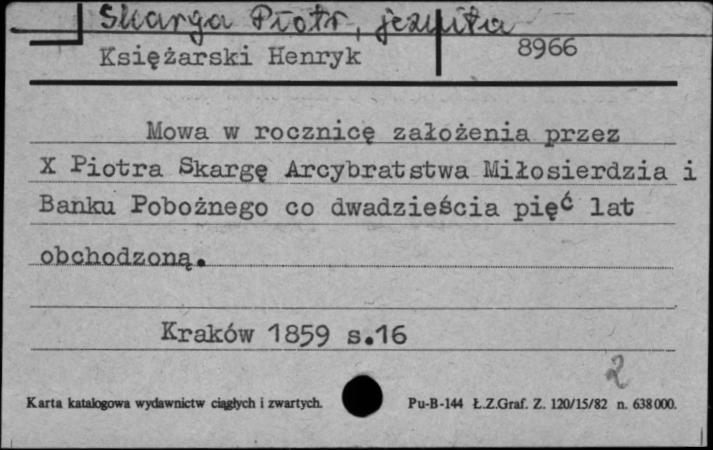 Skarga Piotr, jezuita
Księżarski Henryk 8966
Mowa w rocznicę założenia przez
X Piotra Skargę Arcybratstwa Miłosierdzia i
Banku Pobożnego co dwadzieścia pięć lat
obchodzoną.
Kraków 1859 s.16
2
Karta katalogowa wydawnictw ciągłych i zwartych. Pu-B-144 Ł.Z.Graf. Z. 120/15/82 n. 638000.